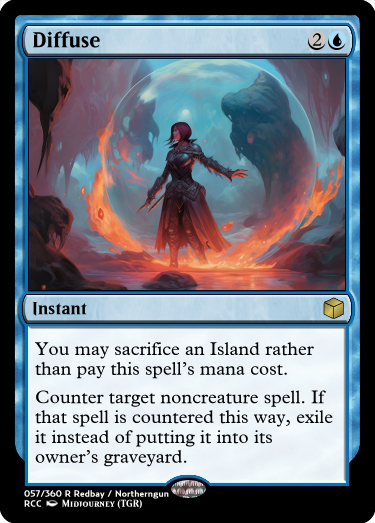 Diffuse 2
Instant
You may sacrifice an Island rather
than pay this spell's mana cost.
Counter target noncreature spell. If
that spell is countered this way, exile
it instead of putting it into its
owner's graveyard.
057/360 R Redbay / Northerngun
RCC Midjourney (TGR)